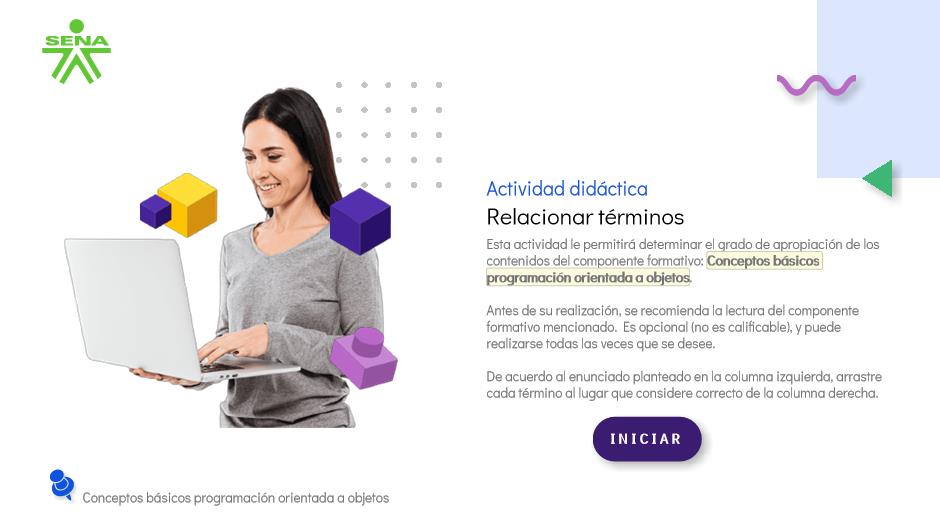 SENA
Actividad didáctica
Relacionar términos
Esta actividad le permitirá determinar el grado de apropiación de los
contenidos del componente formativo: Conceptos básicos
programación orientada a objetos.
Antes de su realización, se recomienda la lectura del componente
formativo mencionado. Es opcional (no es calificable), y puede
realizarse todas las veces que se desee.
De acuerdo al enunciado planteado en la columna izquierda, arrastre
cada término al lugar que considere correcto de la columna derecha.
INICIAR
Conceptos básicos programación orientada a objetos